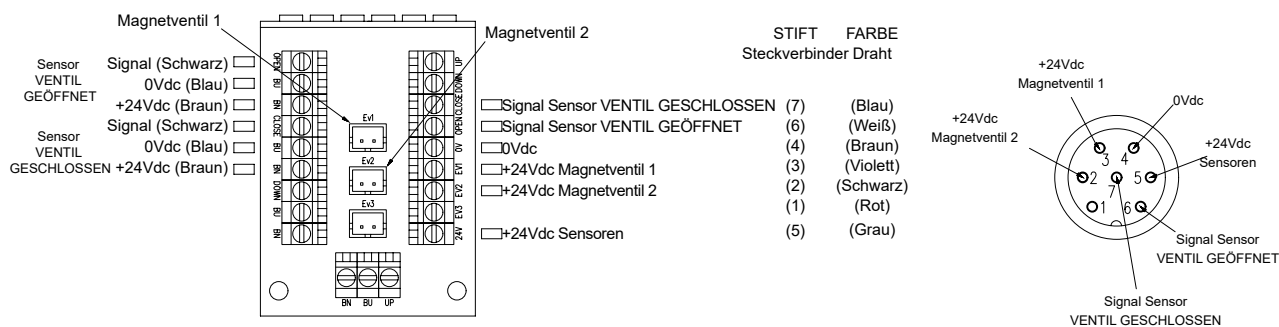 Magnetventil 1
Magnetventil 2
Sensor
VENTIL
GEÖFFNET
Signal (Schwarz)
0Vdc (Blau)
+24Vdc (Braun)
Sensor
VENTIL
GESCHLOSSEN
Signal (Schwarz)
0Vdc (Blau)
+24Vdc (Braun)
OPEN
BU
BN
CLOSE
BU
BN
DOWN
BU
BN
Ev1
Ev2
Ev3
UP
DOWN
CLOSE
OPEN
0V
EV1
EV2
EV3
24V
BN BU UP
STIFT FARBE
Steckverbinder Draht
Signal Sensor VENTIL GESCHLOSSEN (7) (Blau)
Signal Sensor VENTIL GEÖFFNET (6) (Weiß)
0Vdc (4) (Braun)
+24Vdc Magnetventil 1 (3) (Violett)
+24Vdc Magnetventil 2 (2) (Schwarz)
(1) (Rot)
+24Vdc Sensoren (5) (Grau)
+24Vdc
Magnetventil 1
0Vdc
+24Vdc
Magnetventil 2
+24Vdc
Sensoren
3 4
2 5
7
1 6
Signal Sensor
VENTIL GEÖFFNET
Signal Sensor
VENTIL GESCHLOSSEN